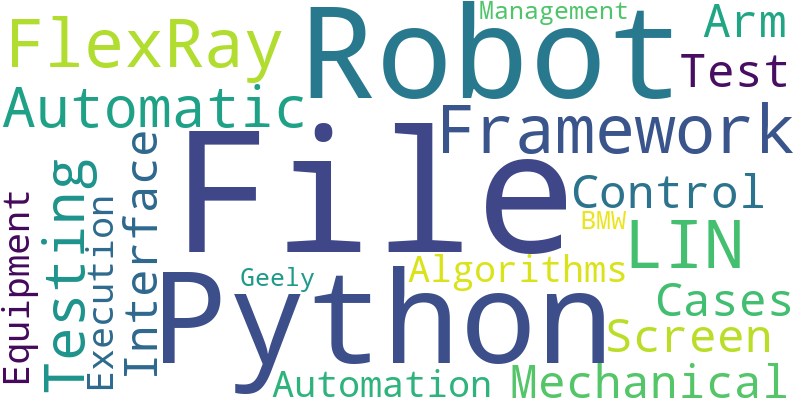 Management
Robot
Arm
FlexRay
Test
Automatic
Framework
File
Control
Testing
Interface
Execution
Equipment
BMW
LIN
Algorithms
Geely
Python
Cases
Screen
Automation
Mechanical